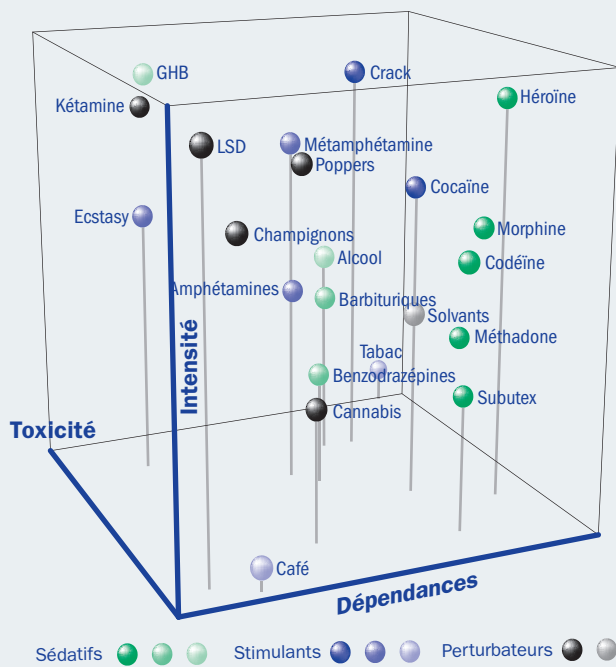 GHB
Crack
Kétamine
Héroïne
LSD
Métamphétamine
Poppers
Cocaïne
Ecstasy
Champignons
Morphine
Alcool
Codéïne
Amphétamines
Barbituriques
Solvants
Méthadone
Tabac
Intensité
Benzodrazépines
Subutex
Cannabis
Toxicité
Café
Dépendances
Sédatifs
Stimulants
Perturbateurs